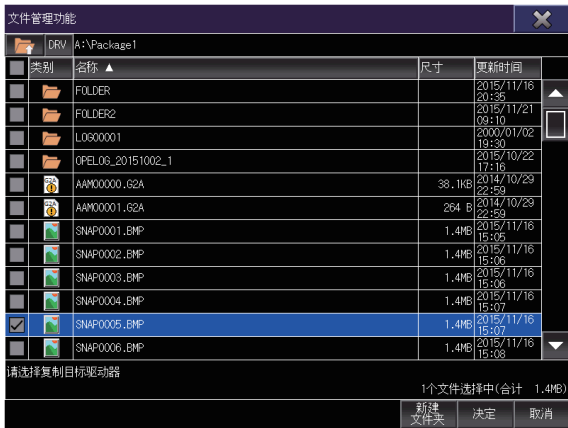 文件管理功能
DRV A:\Package1
类别 名称 ▲ 尺寸 更新时间
FOLDER 2015/11/16 20:35
FOLDER2 2015/11/21 09:10
LOG00001 2000/01/02 19:30
OPELOG_20151002_1 2015/10/22 17:16
G2A AAM00000.G2A 38.1KB 2014/10/29 22:59
G2A AAM00001.G2A 264 B 2014/10/29 22:59
SNAP0001.BMP 1.4MB 2015/11/16 15:05
SNAP0002.BMP 1.4MB 2015/11/16 15:06
SNAP0003.BMP 1.4MB 2015/11/16 15:06
SNAP0004.BMP 1.4MB 2015/11/16 15:07
SNAP0005.BMP 1.4MB 2015/11/16 15:07
SNAP0006.BMP 1.4MB 2015/11/16 15:08
请选择复制目标驱动器
1个文件选择中(合计 1.4MB)
新建文件夹 决定 取消